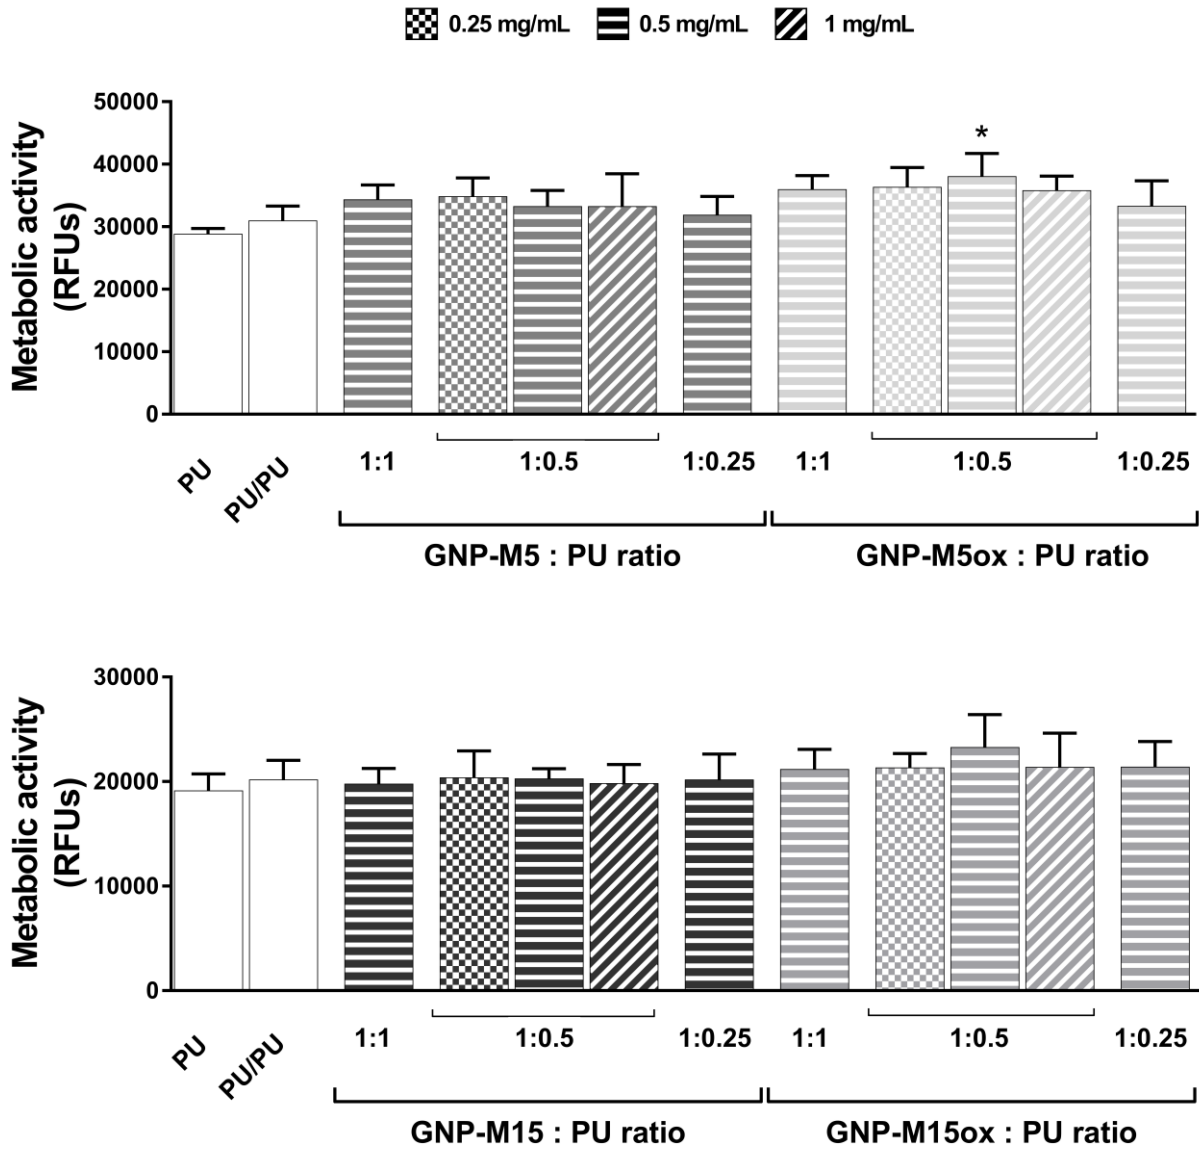 0.25 mg/mL 0.5 mg/mL 1 mg/mL
Metabolic activity
(RFUs)
50000
40000
30000
20000
10000
0
*
PU PU/PU 1:1 1:0.5 1:0.25 1:1 1:0.5 1:0.25
GNP-M5 : PU ratio GNP-M5ox : PU ratio
Metabolic activity
(RFUs)
30000
20000
10000
0
PU PU/PU 1:1 1:0.5 1:0.25 1:1 1:0.5 1:0.25
GNP-M15 : PU ratio GNP-M15ox : PU ratio